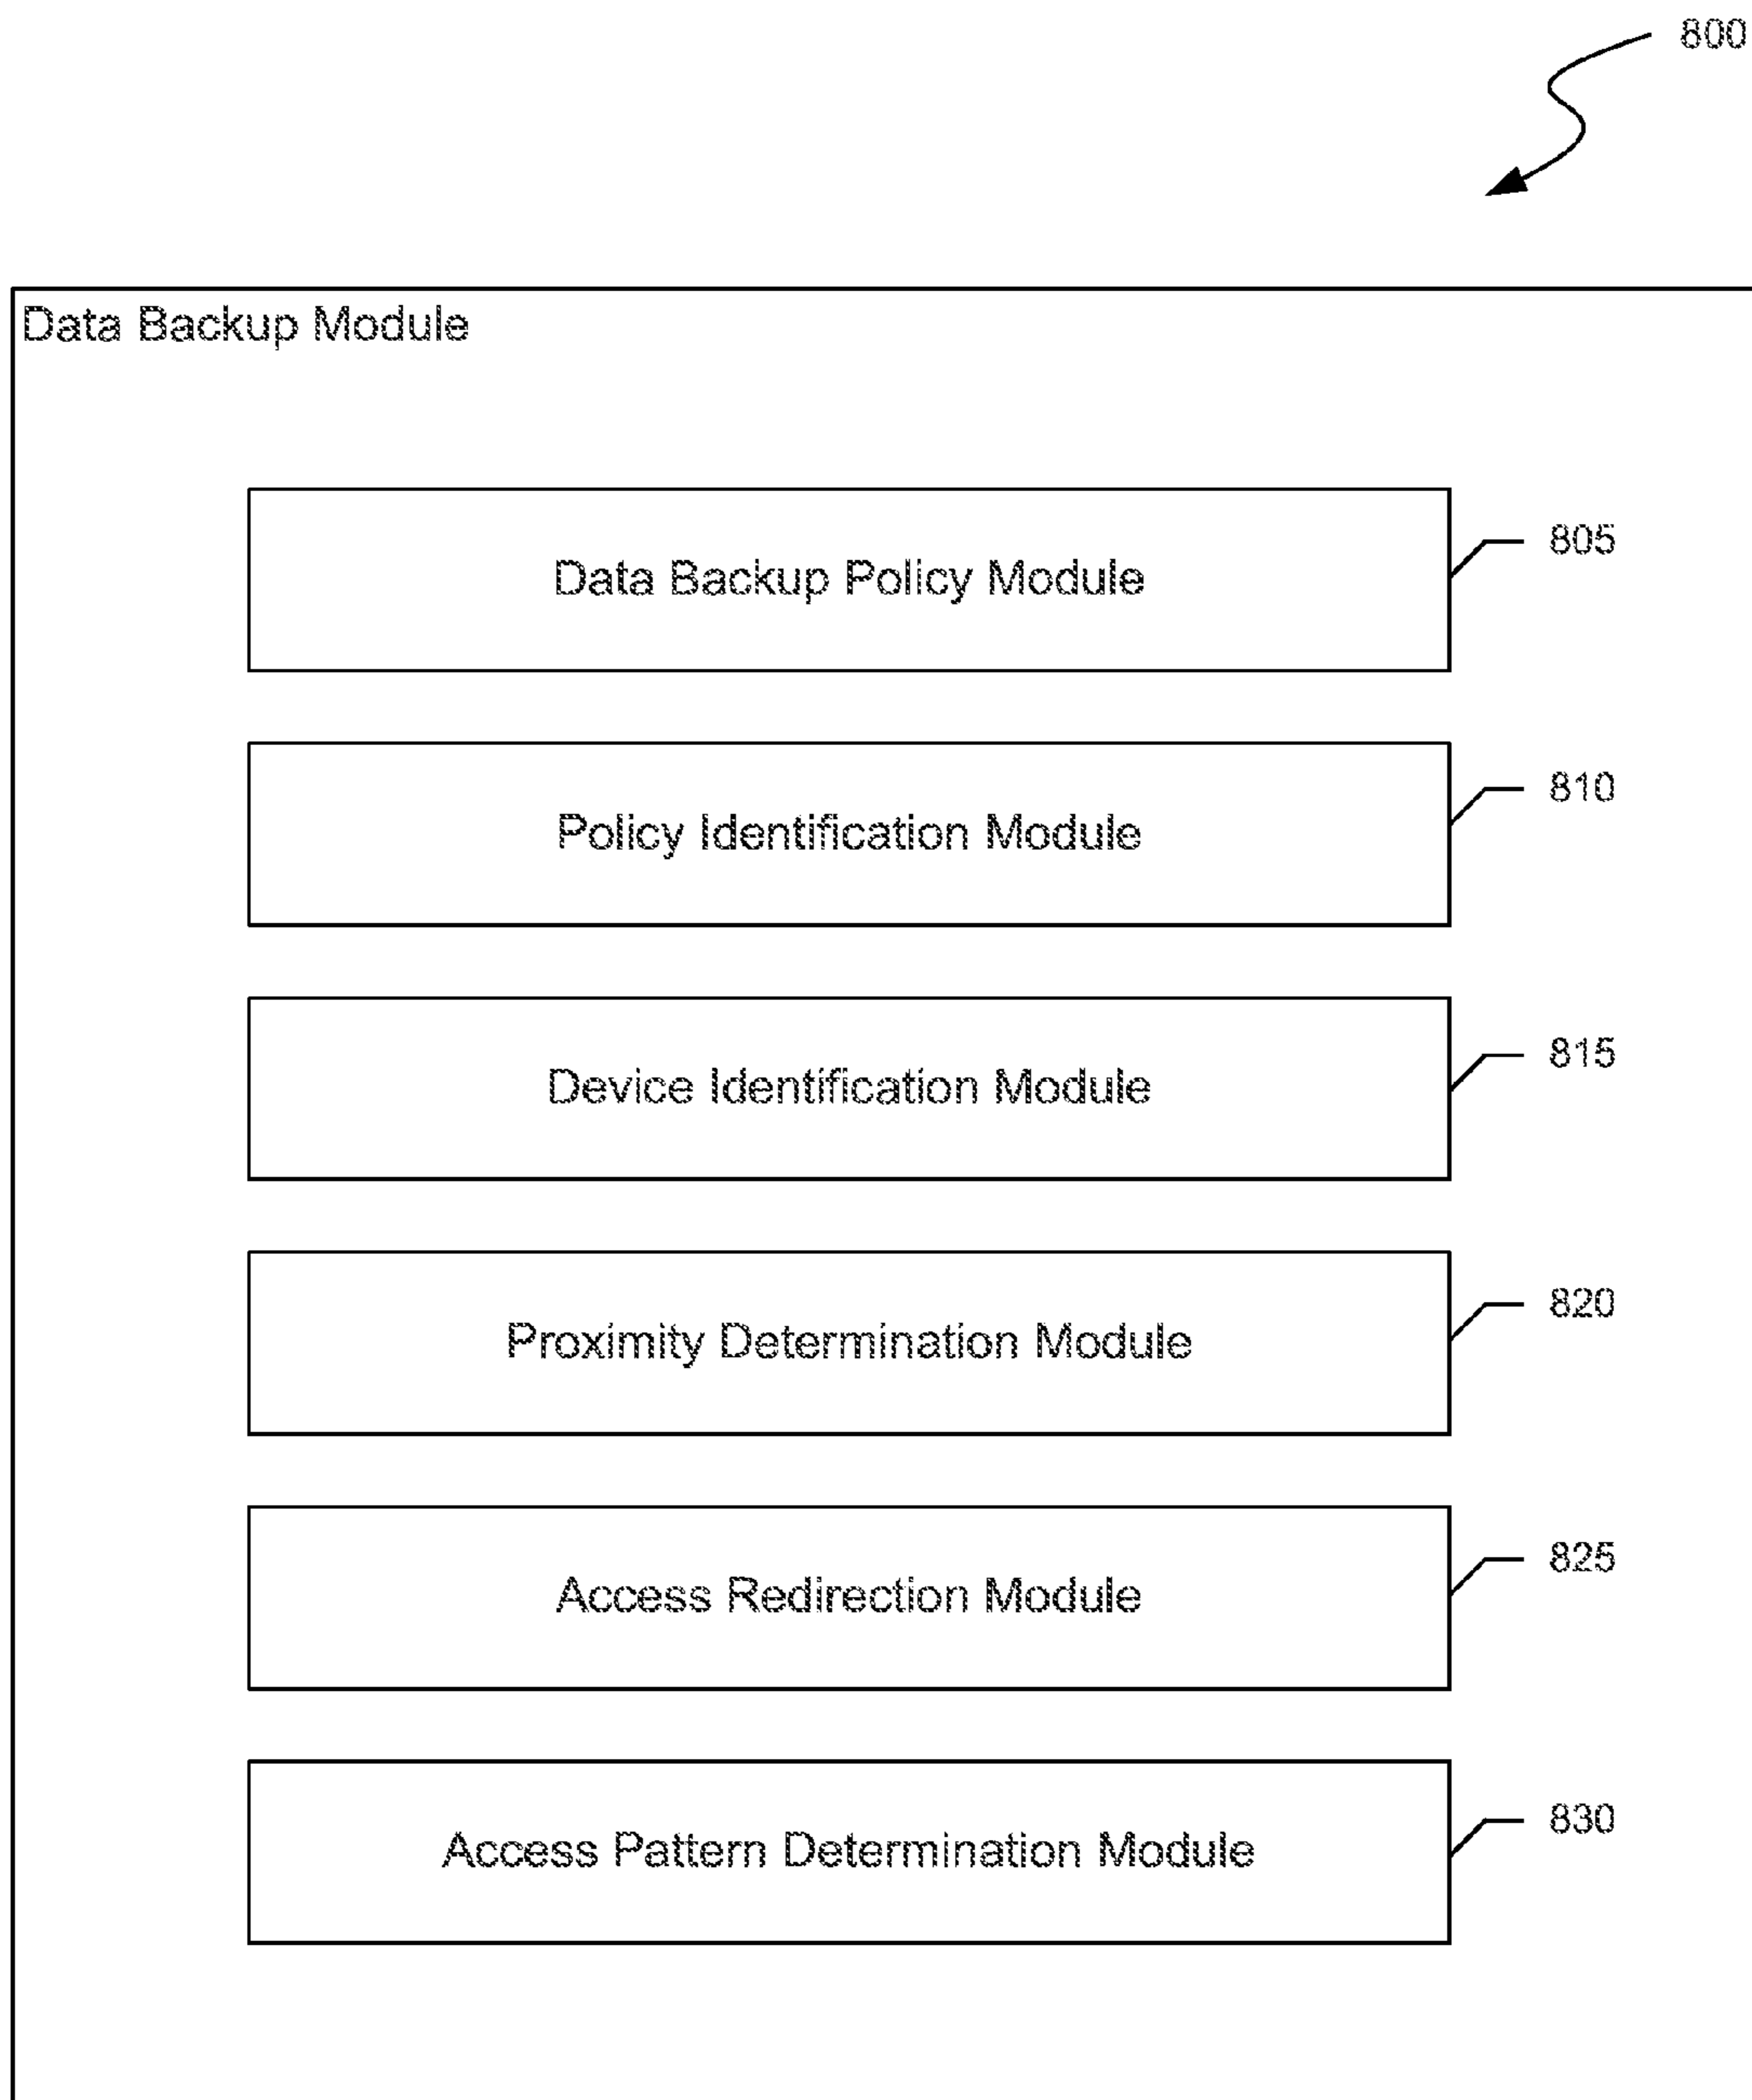 800
Data Backup Module
Data Backup Policy Module
805
Policy Identification Module
810
Device Identification Module
815
Proximity Determination Module
820
Access Redirection Module
825
Access Pattern Determination Module
830